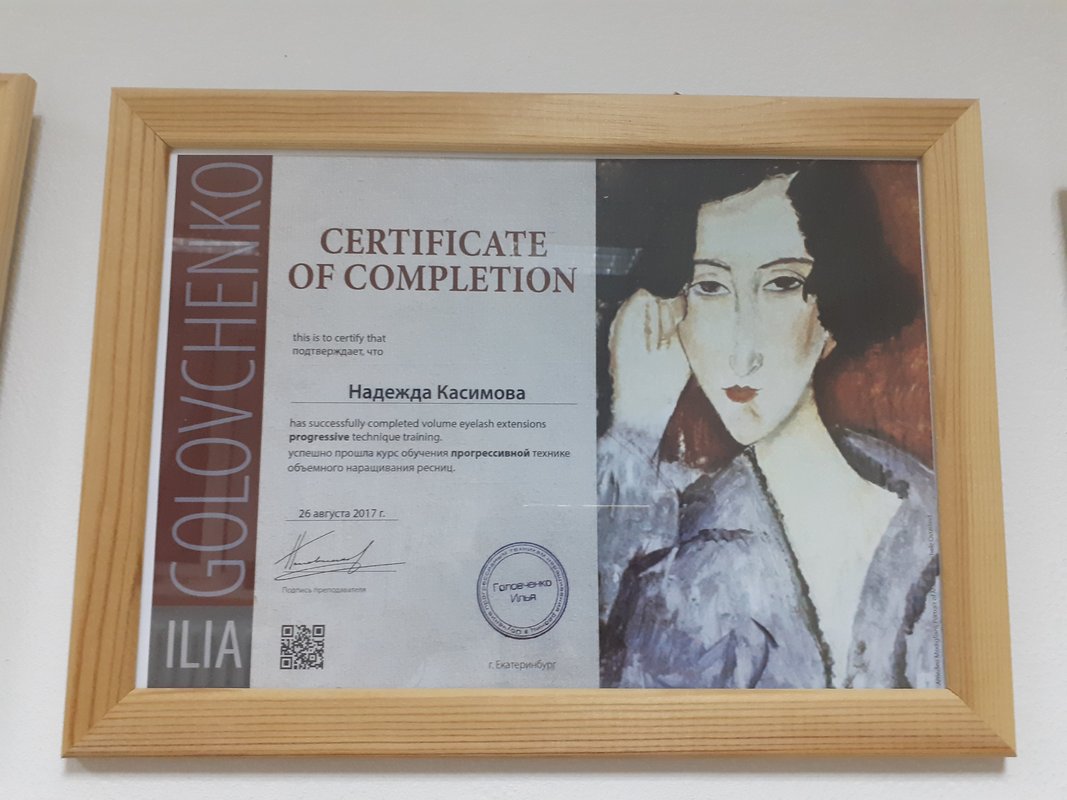 ILIA GOLOVCHENKO
CERTIFICATE
OF COMPLETION
this is to certify that
подтверждает, что
Надежда Касимова
has successfully completed volume eyelash extensions
progressive technique training.
успешно прошла курс обучения прогрессивной технике
объемного наращивания ресниц.
26 августа 2017 г.
Подпись преподавателя
Головченко
Илья
г. Екатеринбург